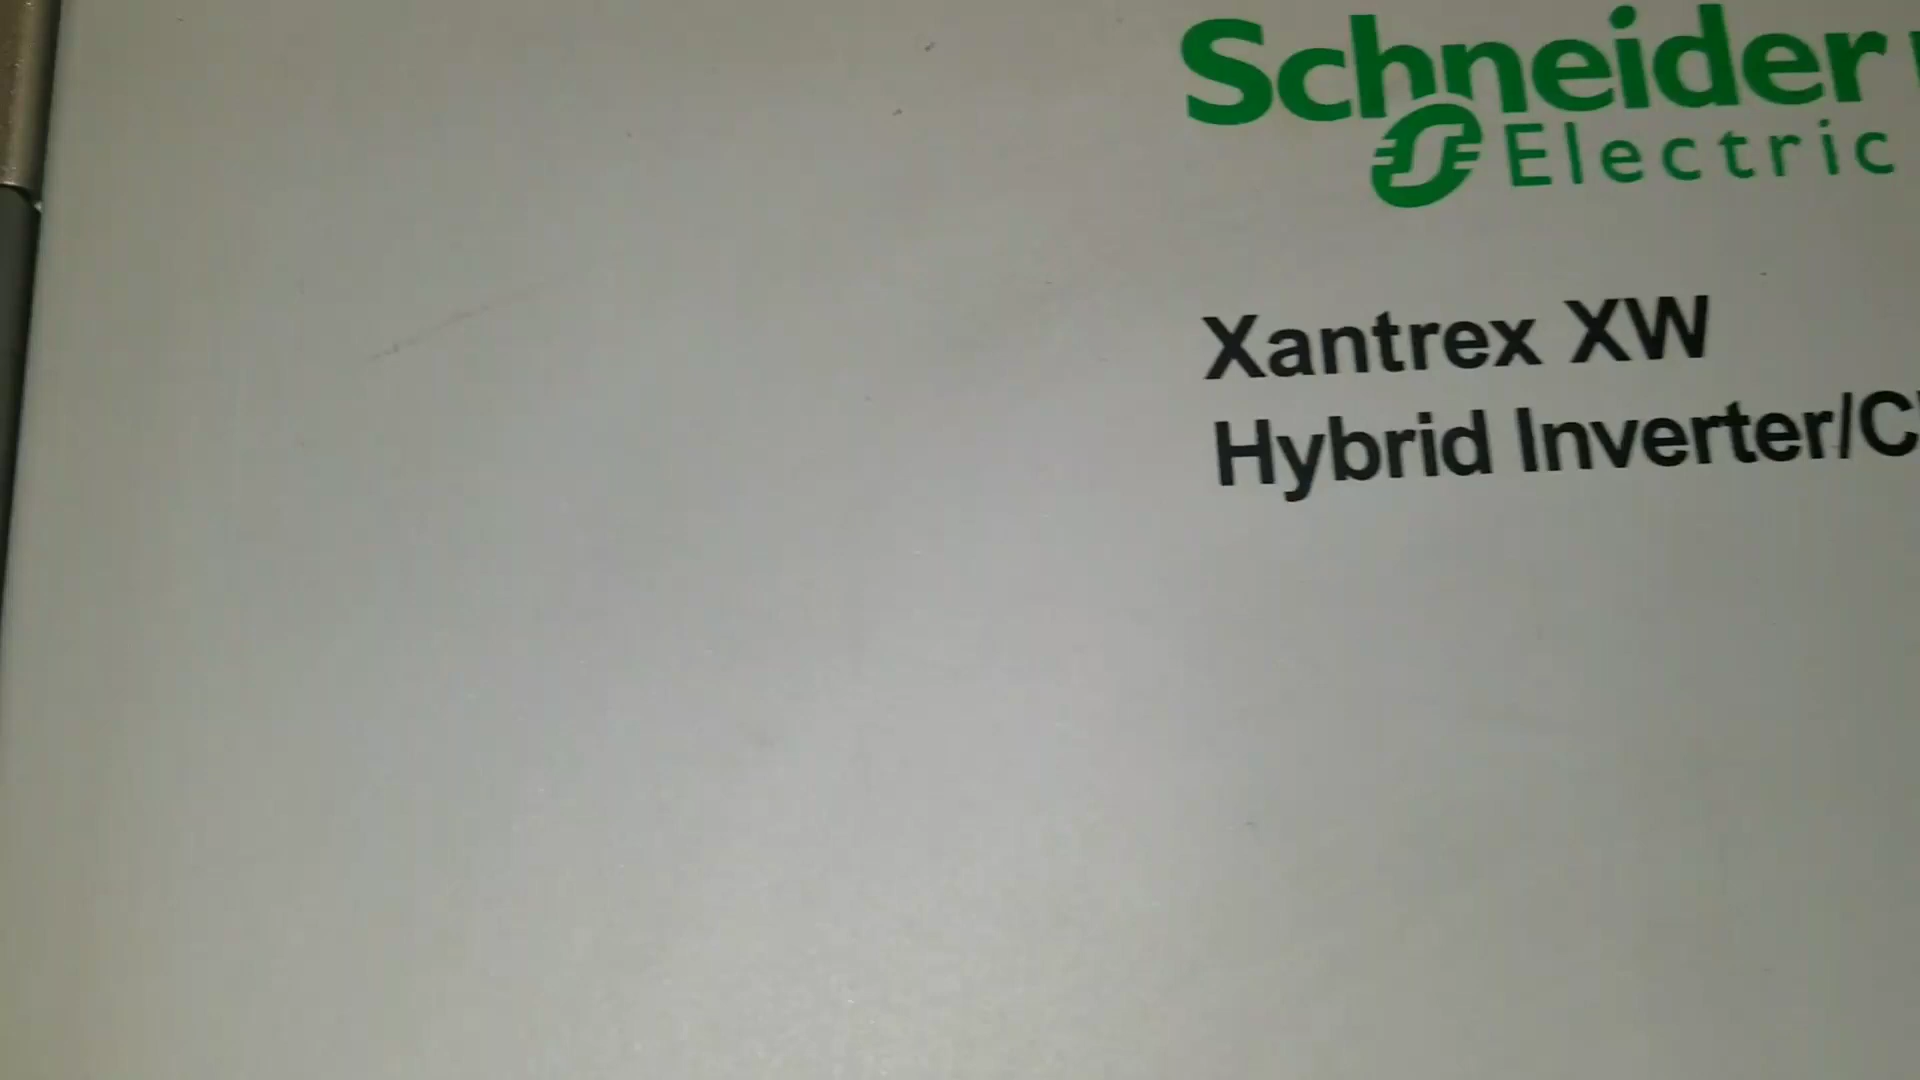 Schneider
Electric
Xantrex XW
Hybrid Inverter/C